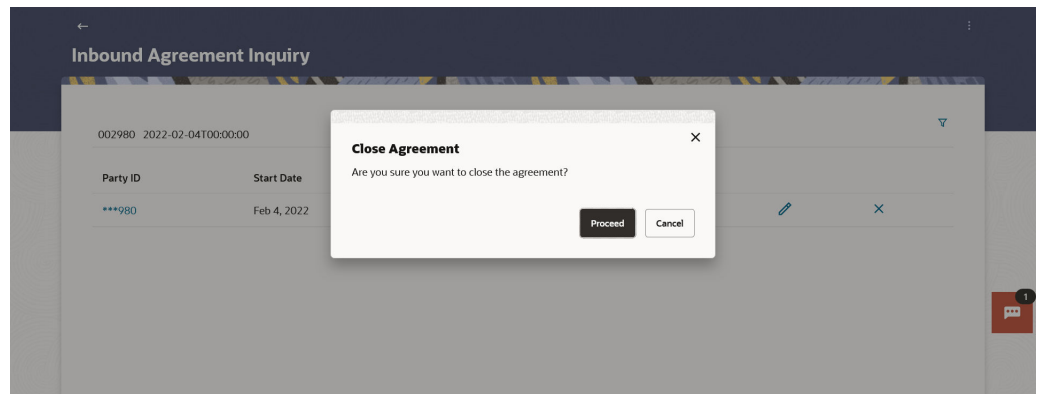 Inbound Agreement Inquiry
002980 2022-02-04T00:00:00
Party ID Start Date
***980 Feb 4, 2022
Close Agreement
Are you sure you want to close the agreement?
Proceed Cancel
1